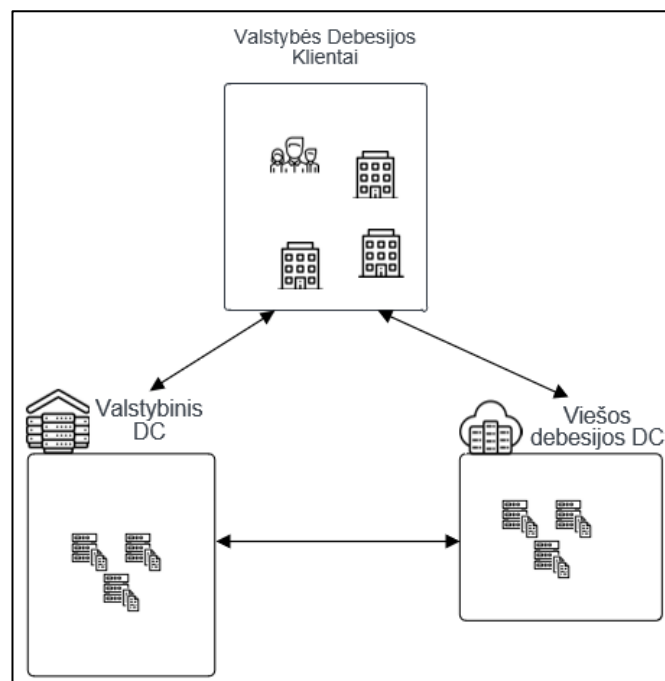 Valstybės Debesijos
Klientai
Valstybinis
DC
Viešos
debesijos DC